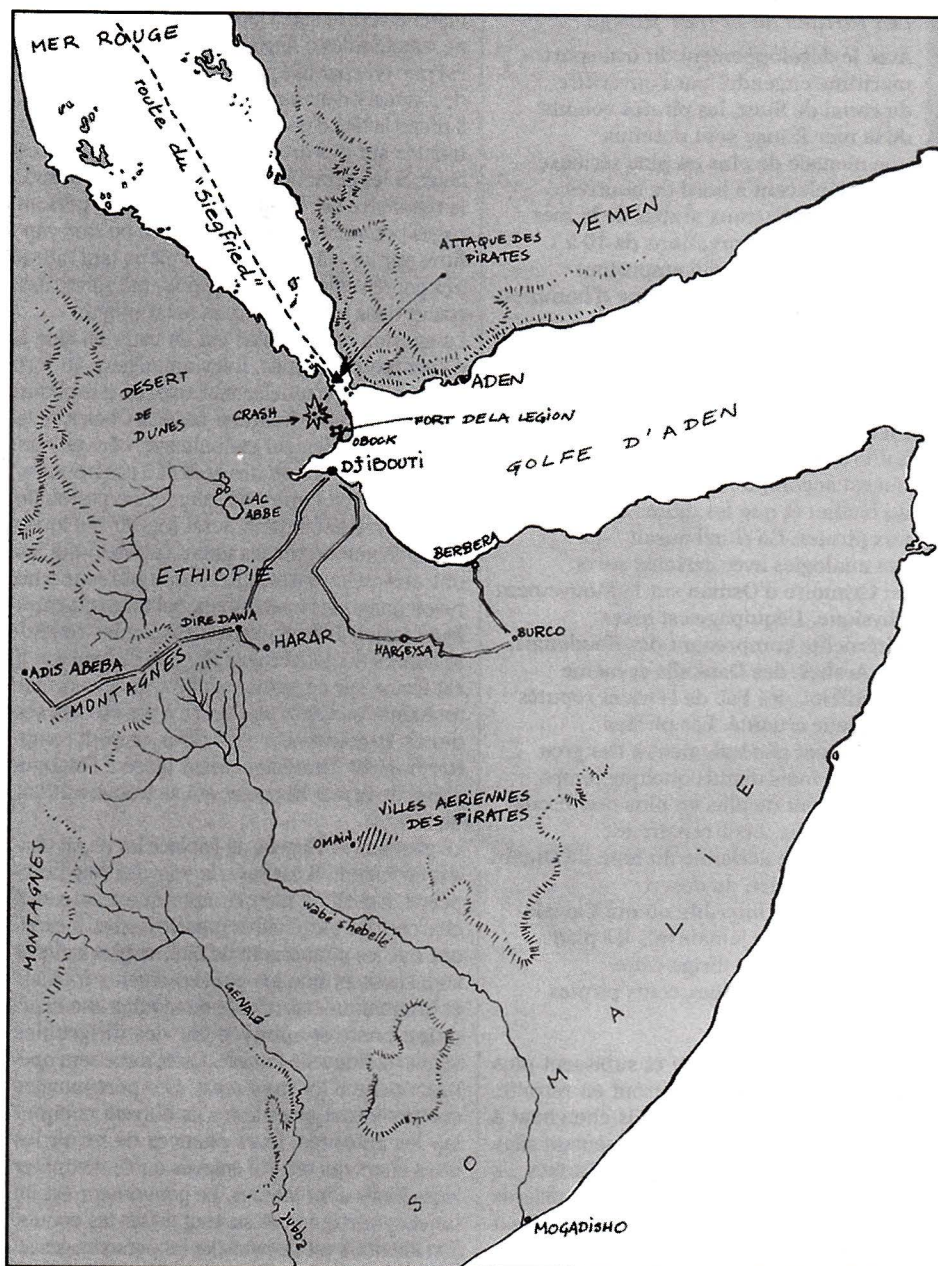 MER ROUGE
route du "Siegfried"
YEMEN
ATTAQUE DES
PIRATES
ADEN
DESERT
DE
DUNES
CRASH
FORT DE LA LEGION
OBOCK
GOLFE D'ADEN
DJIBOUTI
LAC
ABBE
BERBERA
ETHIOPIE
DIRE DAWA
HARAR
HARGEYSA
BURCO
ADIS ABEBA
MONTAGNES
VILLES AERIENNES
DES PIRATES
OMAIN
MONTAGNES
wabé shebelle
GENALÉ
SOMALIE
jubba
MOGADISHO